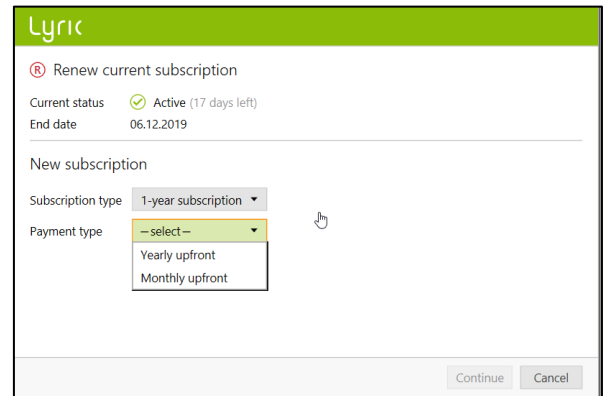 Lyric
R Renew current subscription
Current status Active (17 days left)
End date 06.12.2019
New subscription
Subscription type 1-year subscription
Payment type –select–
Yearly upfront
Monthly upfront
Continue Cancel